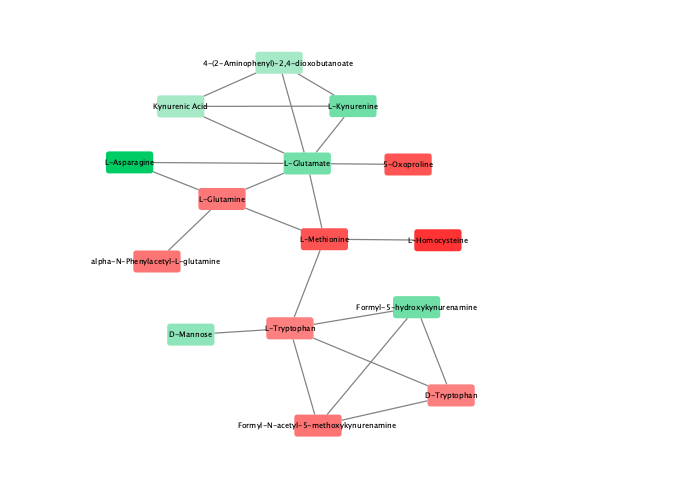 4-(2-Aminophenyl)-2,4-dioxobutanoate
Kynurenic Acid
L-Kynurenine
L-Asparagine
L-Glutamate
5-Oxoproline
L-Glutamine
L-Methionine
L-Homocysteine
alpha-N-Phenylacetyl-L-glutamine
Formyl-5-hydroxykynurenamine
L-Tryptophan
D-Mannose
D-Tryptophan
Formyl-N-acetyl-5-methoxykynurenamine